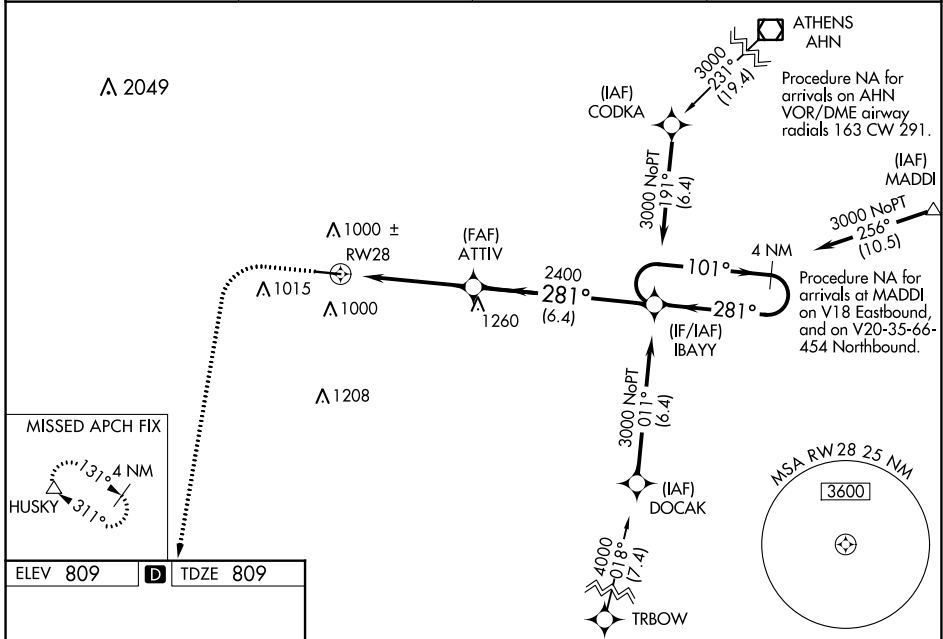 ATHENS
AHN
3000
231°
(19.4)
2049
Procedure NA for
arrivals on AHN
VOR/DME airway
radials 163 CW 291.
(IAF)
CODKA
(IAF)
MADDI
3000 NoPT
191°
(6.4)
3000 NoPT
256°
(10.5)
1000 ±
RW28
(FAF)
ATTIV
2400
281°
(6.4)
101°
4 NM
281°
1015
1000
1260
(IF/IAF)
IBAYY
Procedure NA for
arrivals at MADDI
on V18 Eastbound,
and on V20-35-66-
454 Northbound.
1208
3000 NoPT
011°
(6.4)
MISSED APCH FIX
131°
4 NM
HUSKY
311°
(IAF)
DOCAK
MSA RW 28 25 NM
3600
4000
018°
(7.4)
TRBOW
ELEV 809 D TDZE 809